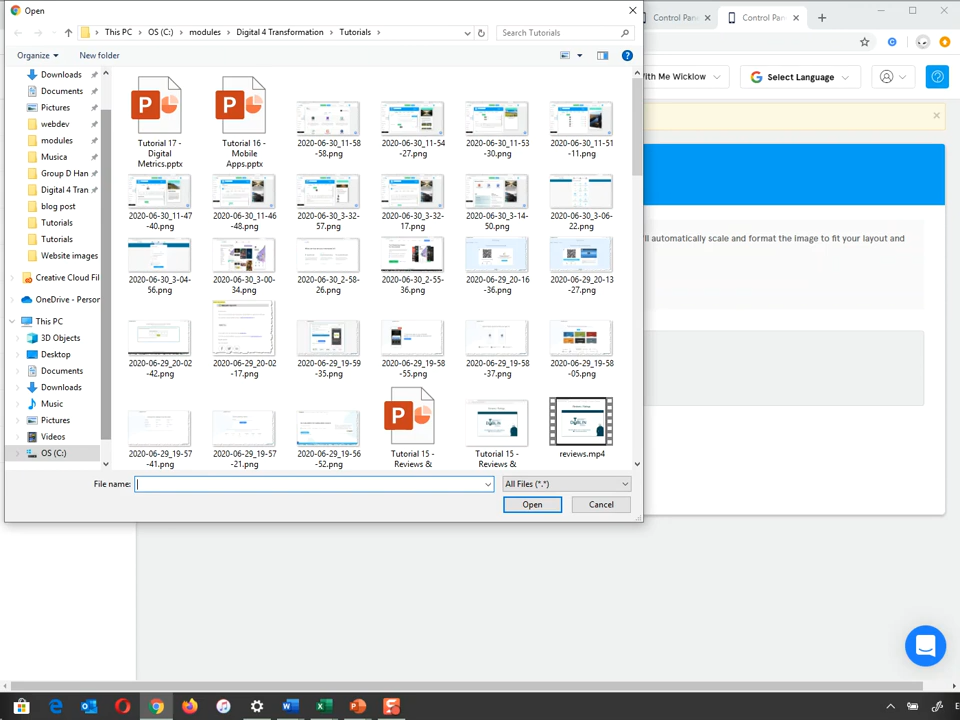 Open
Control Pan
Control Pan
This PC > OS (C:) > modules > Digital 4 Transformation > Tutorials >
Search Tutorials
Organize
New folder
ith Me Wicklow
Select Language
Downloads
Documents
Pictures
webdev
modules
Musica
Group D Han
Digital 4 Tran
blog post
Tutorials
Tutorials
Website images
Creative Cloud Fil
OneDrive - Person
This PC
3D Objects
Desktop
Documents
Downloads
Music
Pictures
Videos
OS (C:)
Tutorial 17 -
Digital
Metrics.pptx
Tutorial 16 -
Mobile
Apps.pptx
2020-06-30_11-58
-58.png
2020-06-30_11-54
-27.png
2020-06-30_11-53
-30.png
2020-06-30_11-51
-11.png
2020-06-30_11-47
-40.png
2020-06-30_11-46
-48.png
2020-06-30_3-32-
57.png
2020-06-30_3-32-
17.png
2020-06-30_3-14-
50.png
2020-06-30_3-06-
22.png
2020-06-30_3-04-
56.png
2020-06-30_3-00-
34.png
2020-06-30_2-58-
26.png
2020-06-30_2-55-
36.png
2020-06-29_20-16
-36.png
2020-06-29_20-13
-27.png
2020-06-29_20-02
-42.png
2020-06-29_20-02
-17.png
2020-06-29_19-59
-35.png
2020-06-29_19-58
-55.png
2020-06-29_19-58
-37.png
2020-06-29_19-58
-05.png
2020-06-29_19-57
-41.png
2020-06-29_19-57
-21.png
2020-06-29_19-56
-52.png
Tutorial 15 -
Reviews &
Tutorial 15 -
Reviews &
reviews.mp4
ll automatically scale and format the image to fit your layout and
File name:
All Files (*.*)
Open
Cancel